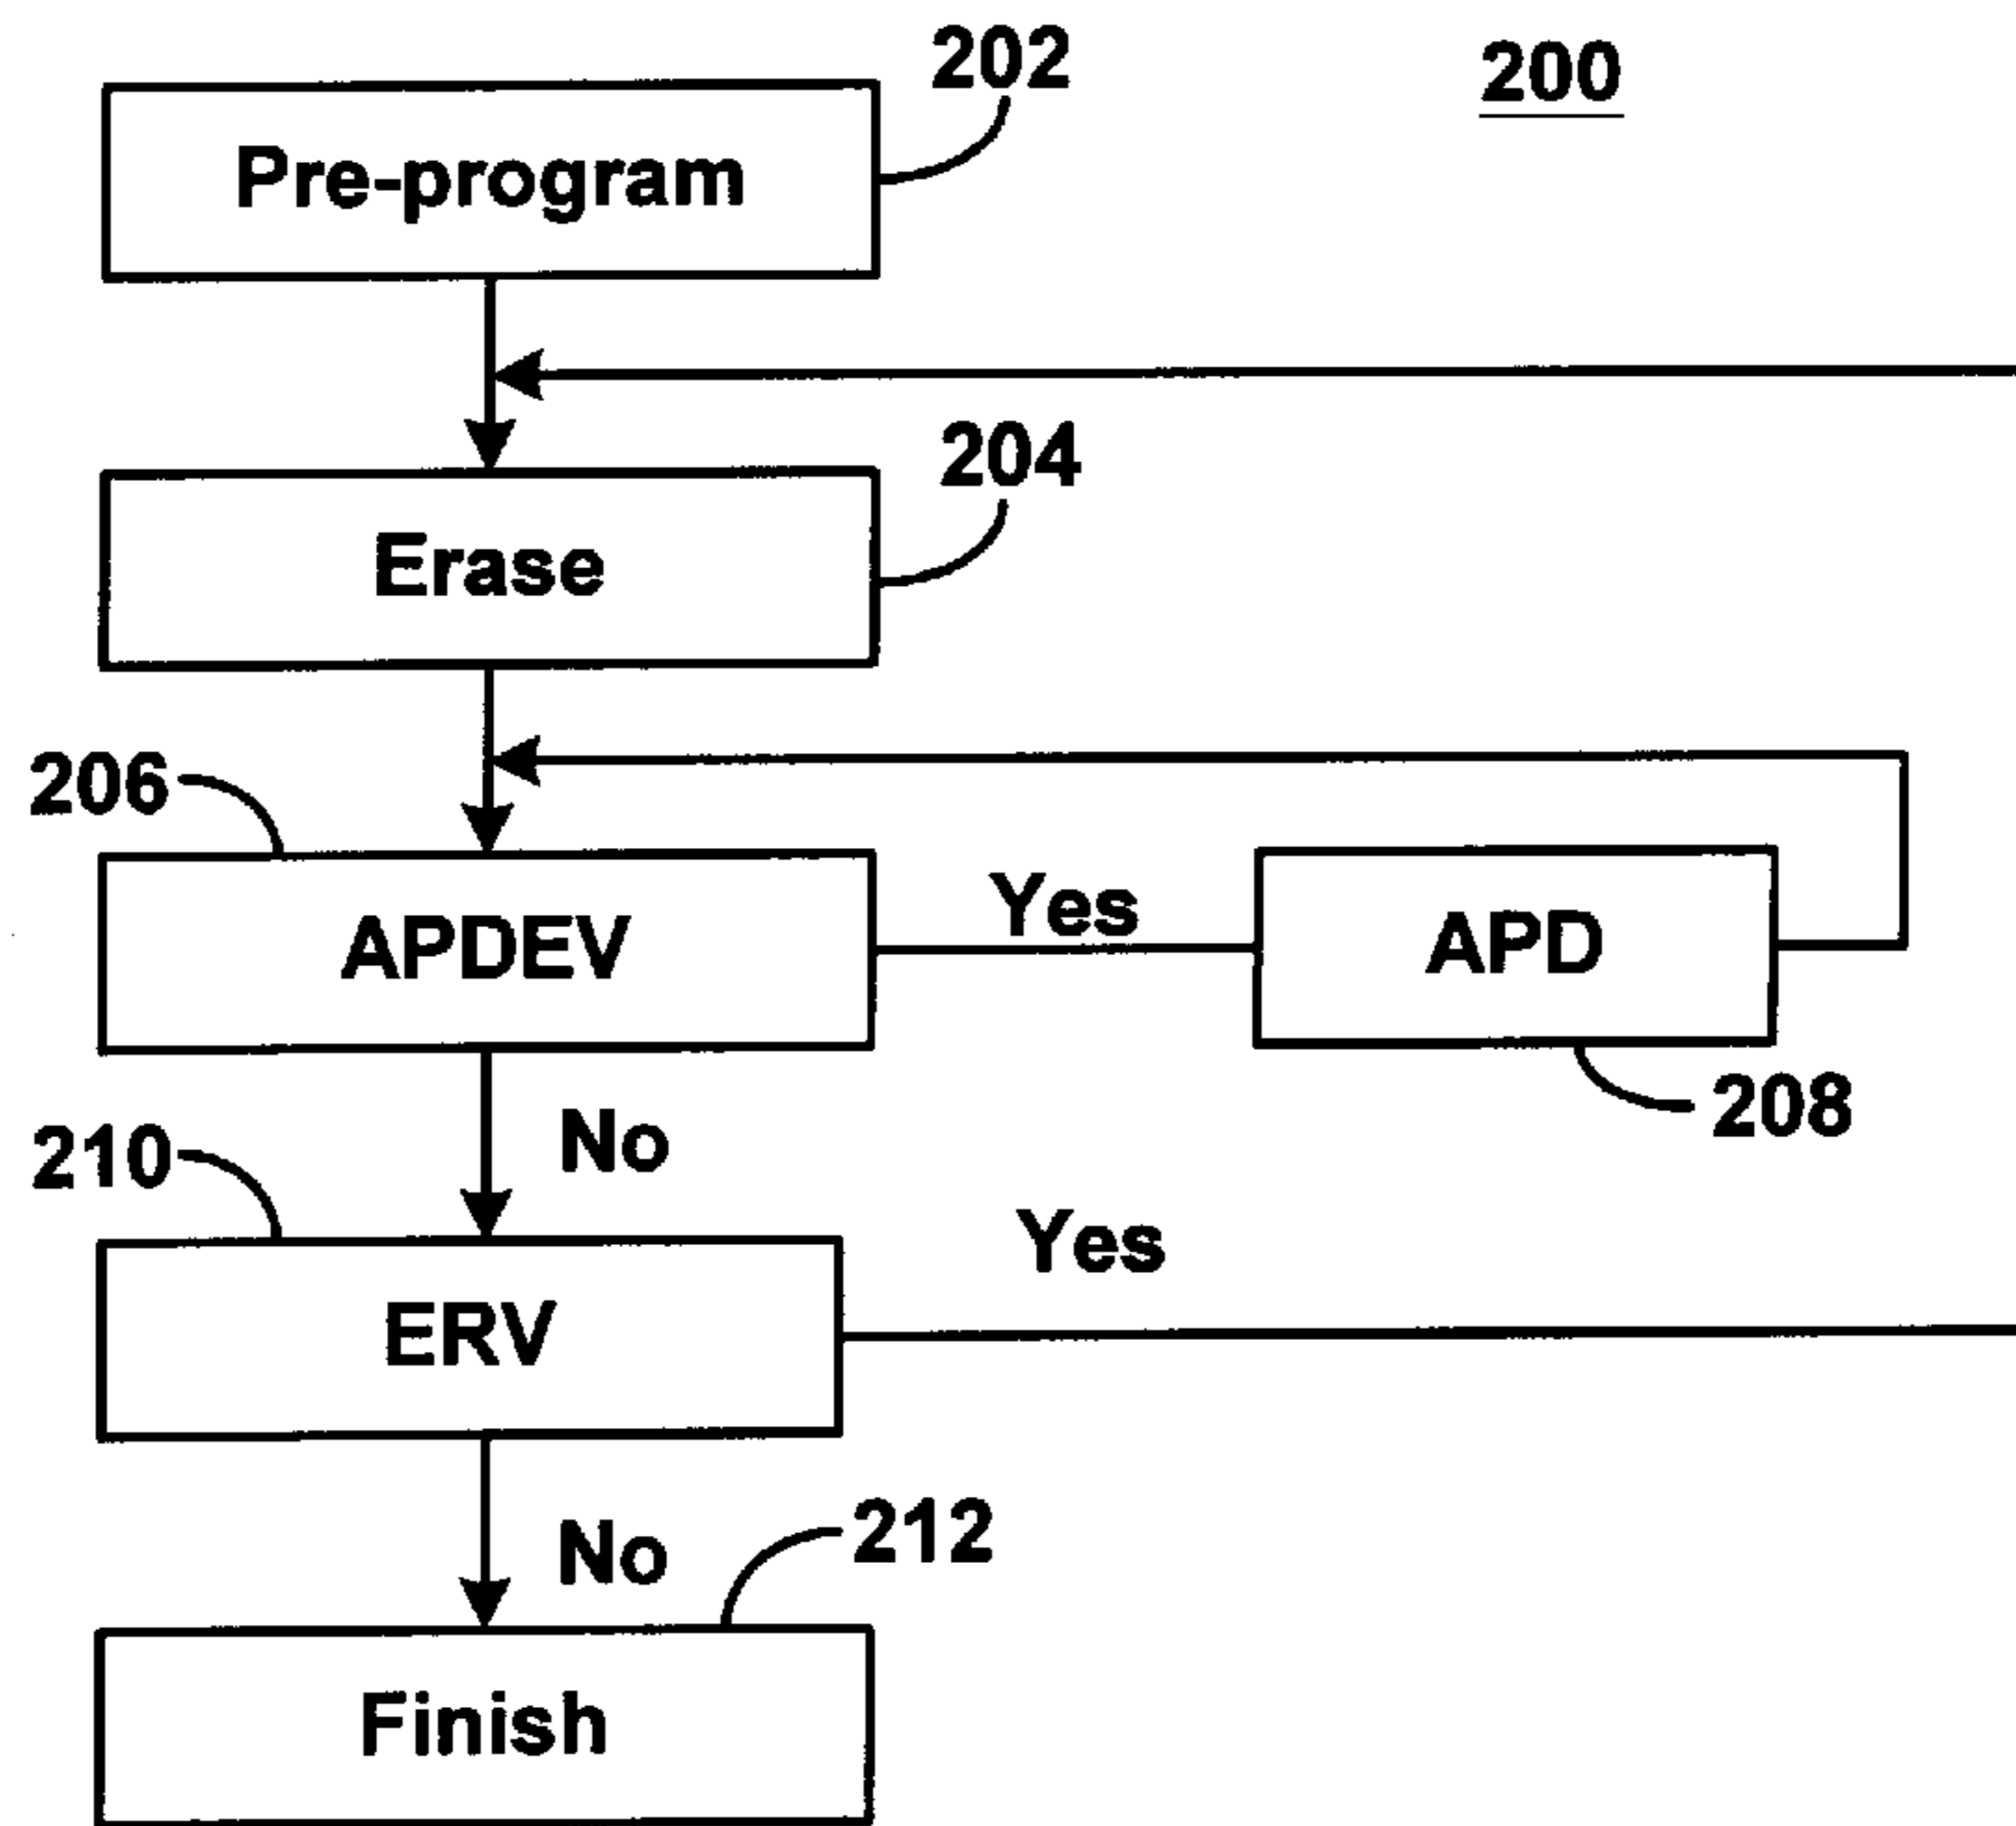 202
200
Pre-program
204
Erase
206
APDEV
Yes
APD
208
No
210
Yes
ERV
212
No
Finish